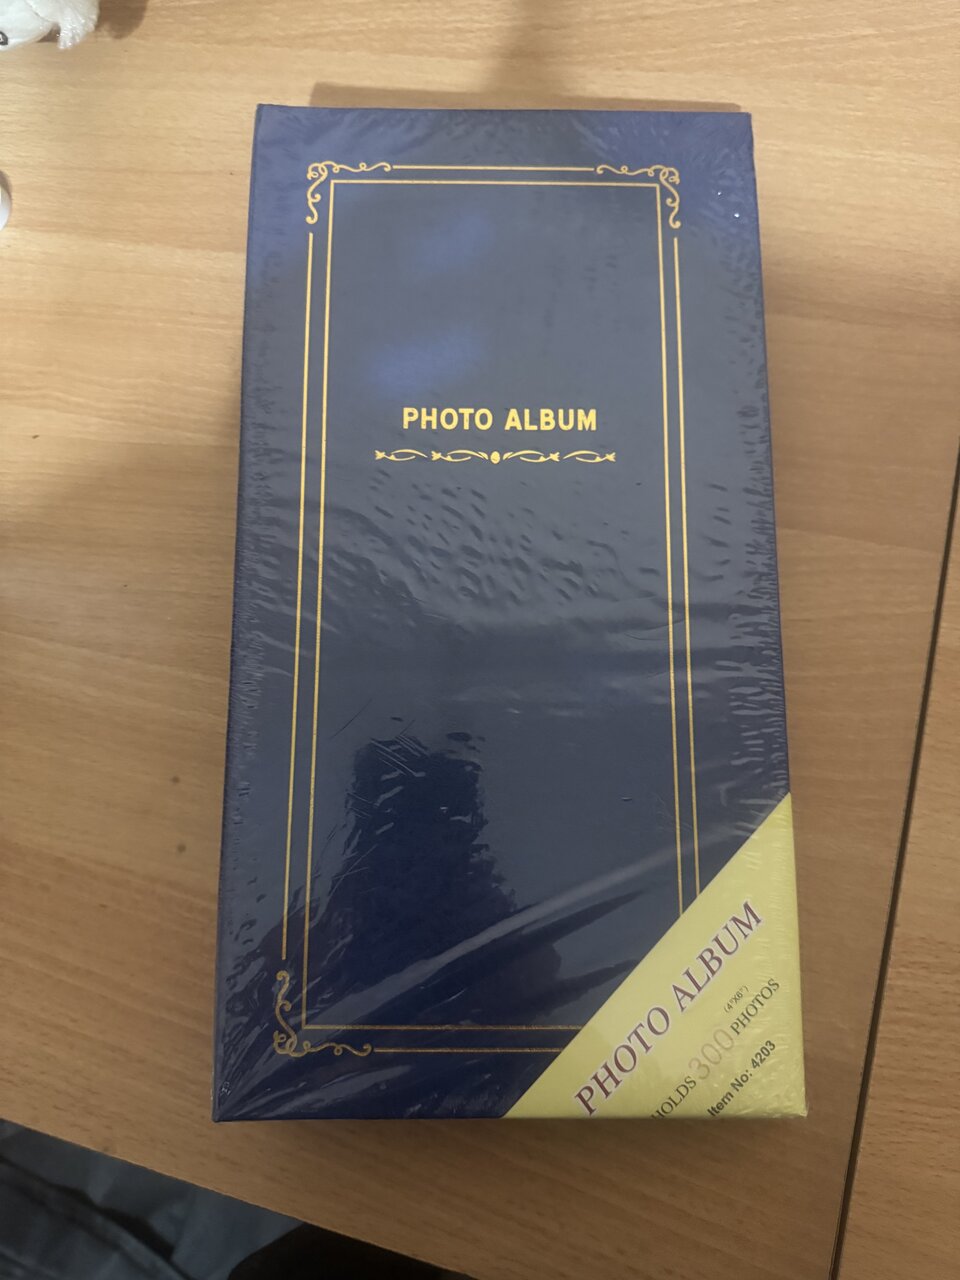 PHOTO ALBUM
PHOTO ALBUM
(4"X6")
HOLDS 300 PHOTOS
Item No: 4203